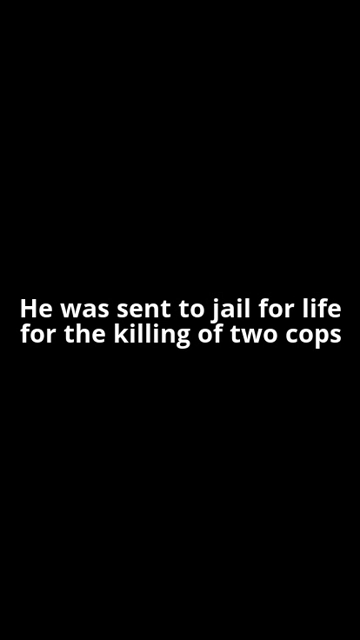 He was sent to jail for life
for the killing of two cops